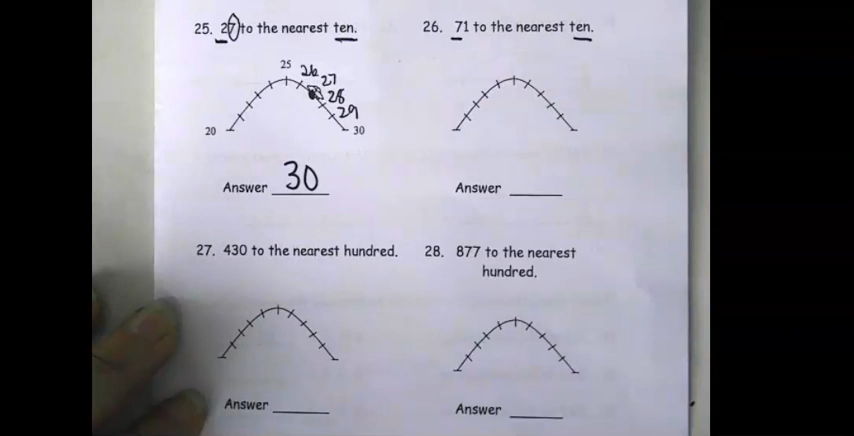 25. 27 to the nearest ten.
25
26
27
28
29
20
30
Answer 30
26. 71 to the nearest ten.
Answer
27. 430 to the nearest hundred.
Answer
28. 877 to the nearest
hundred.
Answer